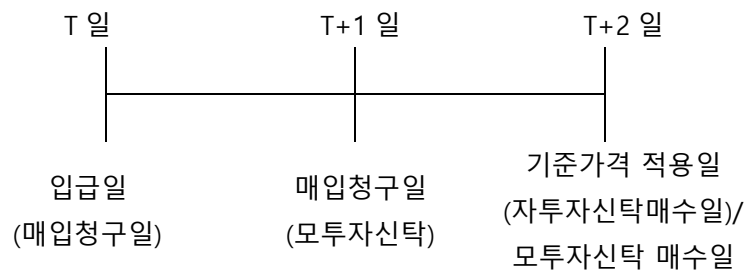 T 일
T+1 일
T+2 일
입급일
(매입청구일)
매입청구일
(모투자신탁)
기준가격 적용일
(자투자신탁매수일)/
모투자신탁 매수일